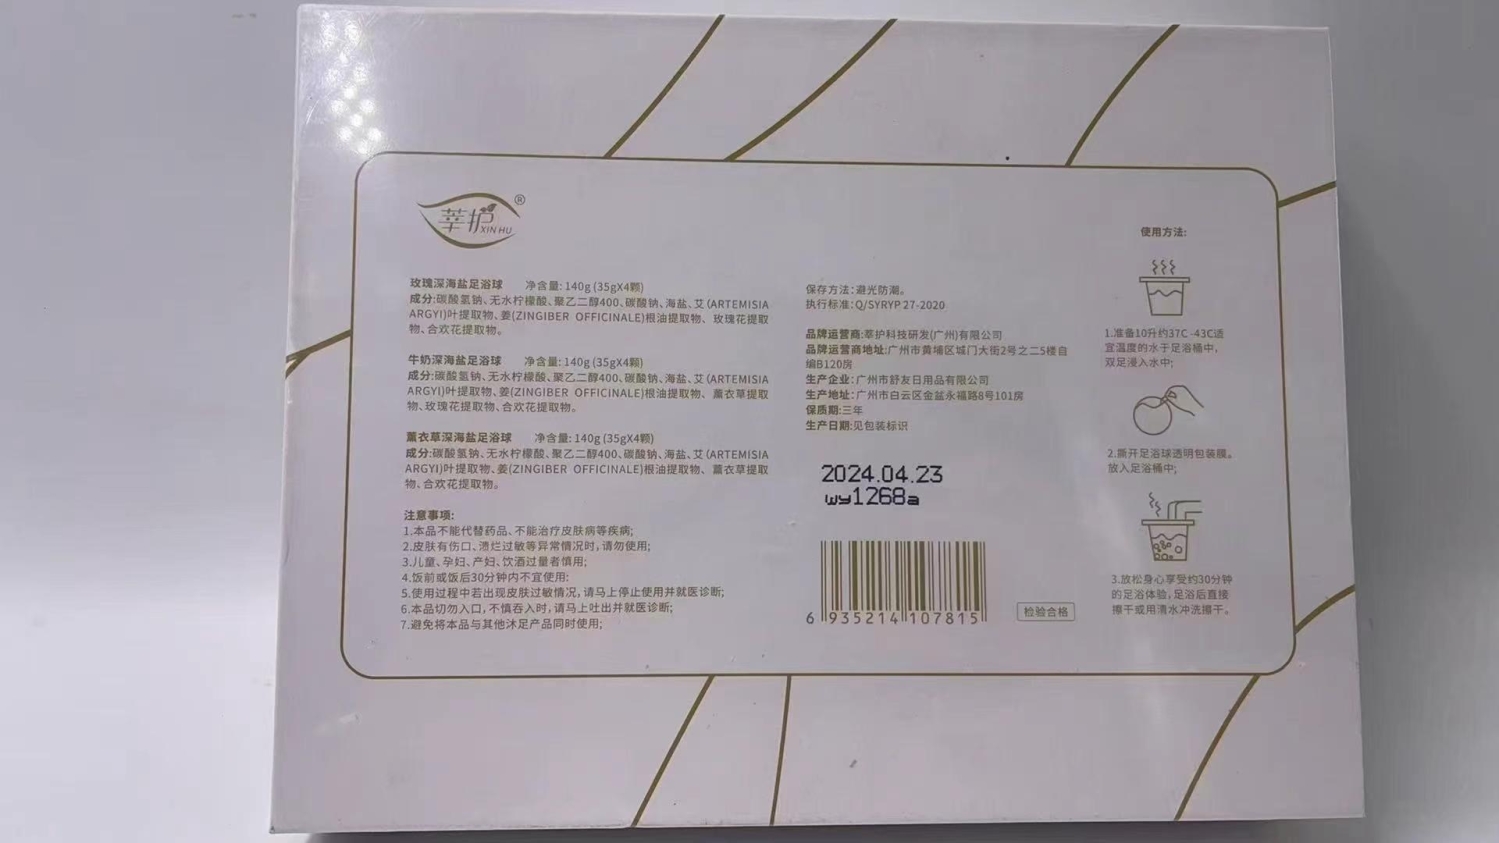 莘护®
XIN HU
玫瑰深海盐足浴球 净含量: 140g (35gX4颗)
成分:碳酸氢钠、无水柠檬酸、聚乙二醇400、碳酸钠、海盐、艾(ARTEMISIA
ARGYI)叶提取物、姜(ZINGIBER OFFICINALE)根油提取物、玫瑰花提取
物、合欢花提取物。
牛奶深海盐足浴球 净含量: 140g (35gX4颗)
成分:碳酸氢钠、无水柠檬酸、聚乙二醇400、碳酸钠、海盐、艾(ARTEMISIA
ARGYI)叶提取物、姜(ZINGIBER OFFICINALE)根油提取物、薰衣草提取
物、玫瑰花提取物、合欢花提取物。
薰衣草深海盐足浴球 净含量: 140g (35gX4颗)
成分:碳酸氢钠、无水柠檬酸、聚乙二醇400、碳酸钠、海盐、艾(ARTEMISIA
ARGYI)叶提取物、姜(ZINGIBER OFFICINALE)根油提取物、薰衣草提取
物、合欢花提取物。
注意事项:
1.本品不能代替药品、不能治疗皮肤病等疾病;
2.皮肤有伤口、溃烂过敏等异常情况时,请勿使用;
3.儿童、孕妇、产妇、饮酒过量者慎用;
4.饭前或饭后30分钟内不宜使用:
5.使用过程中若出现皮肤过敏情况,请马上停止使用并就医诊断;
6.本品切勿入口,不慎吞入时,请马上吐出并就医诊断;
7.避免将本品与其他沐足产品同时使用;
保存方法:避光防潮。
执行标准:Q/SYRYP 27-2020
品牌运营商:莘护科技研发(广州)有限公司
品牌运营商地址:广州市黄埔区城门大街2号之二5楼自
编B120房
生产企业:广州市舒友日用品有限公司
生产地址:广州市白云区金盆永福路8号101房
保质期:三年
生产日期:见包装标识
2024.04.23
wy1268a
6 935214 107815
检验合格
使用方法:
1.准备10升约37C -43C适
宜温度的水于足浴桶中,
双足浸入水中;
2.撕开足浴球透明包装膜。
放入足浴桶中;
3.放松身心享受约30分钟
的足浴体验,足浴后直接
擦干或用清水冲洗擦干。